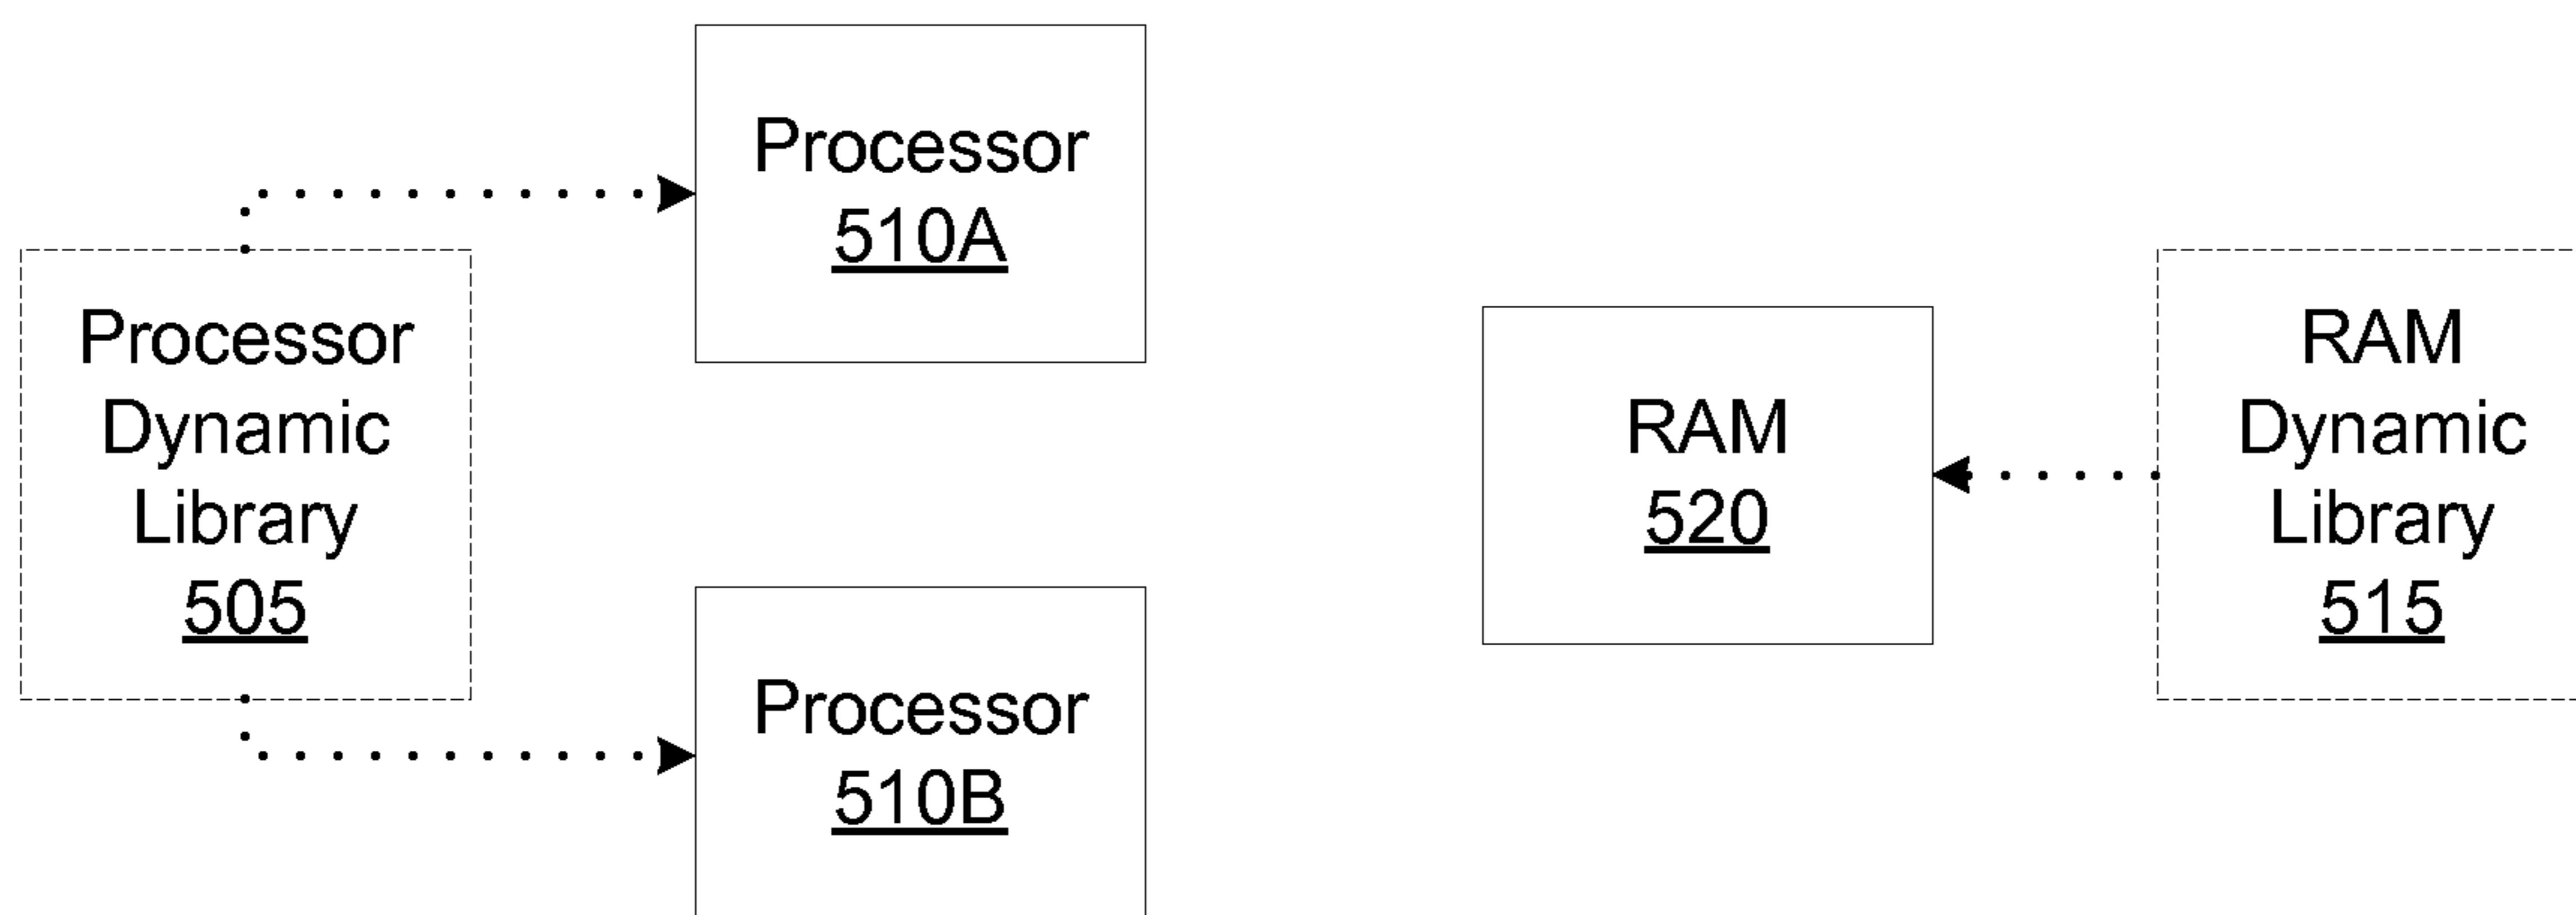 Processor
510A
Processor
Dynamic
Library
505
Processor
510B
RAM
520
RAM
Dynamic
Library
515